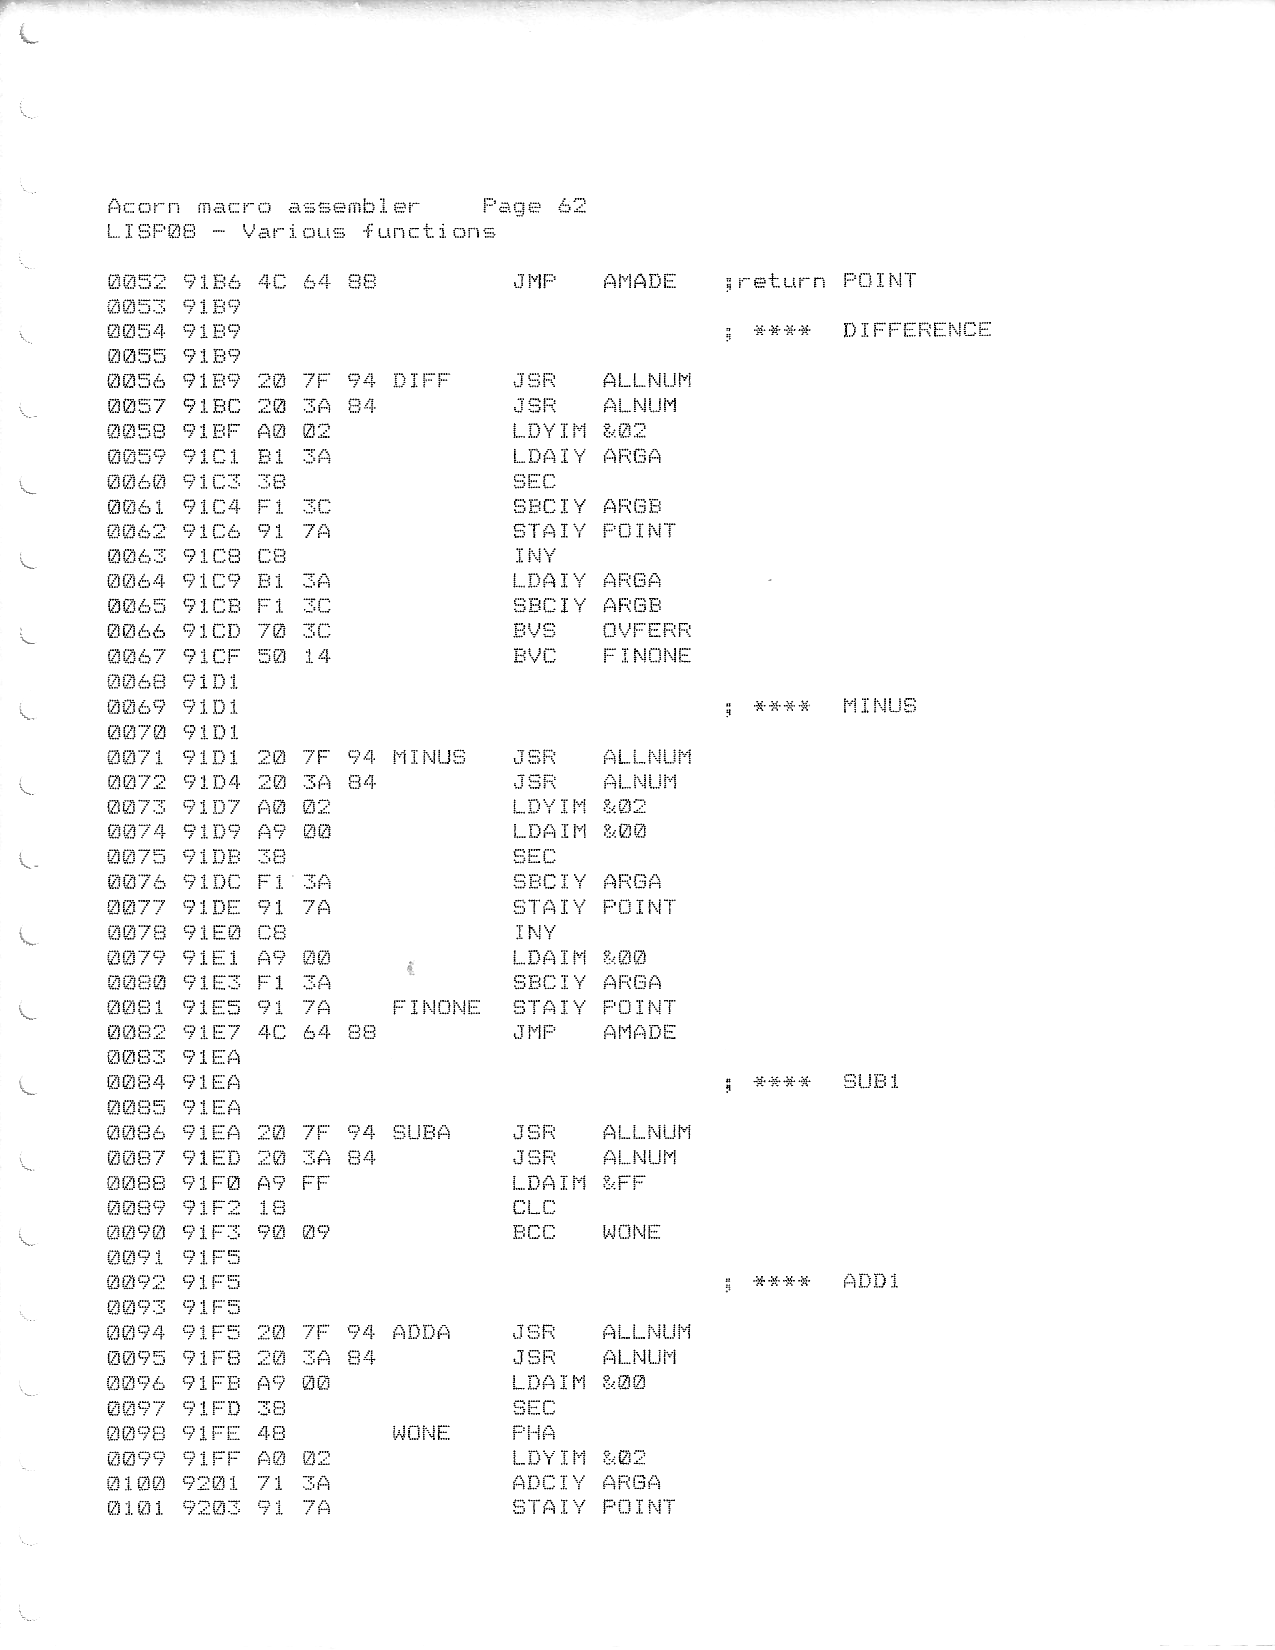 Acorn macro assembler    Page 62
LISP08 - Various functions
0052 91B6 4C 64 88         JMP   AMADE   ;return POINT
0053 91B9
0054 91B9                                ; ****  DIFFERENCE
0055 91B9
0056 91B9 20 7F 94 DIFF    JSR   ALLNUM
0057 91BC 20 3A 84         JSR   ALNUM
0058 91BF A0 02            LDYIM &02
0059 91C1 B1 3A            LDAIY ARGA
0060 91C3 38               SEC
0061 91C4 F1 3C            SBCIY ARGB
0062 91C6 91 7A            STAIY POINT
0063 91C8 C8               INY
0064 91C9 B1 3A            LDAIY ARGA
0065 91CB F1 3C            SBCIY ARGB
0066 91CD 70 3C            BVS   OVFERR
0067 91CF 50 14            BVC   FINONE
0068 91D1
0069 91D1                                ; ****  MINUS
0070 91D1
0071 91D1 20 7F 94 MINUS   JSR   ALLNUM
0072 91D4 20 3A 84         JSR   ALNUM
0073 91D7 A0 02            LDYIM &02
0074 91D9 A9 00            LDAIM &00
0075 91DB 38               SEC
0076 91DC F1 3A            SBCIY ARGA
0077 91DE 91 7A            STAIY POINT
0078 91E0 C8               INY
0079 91E1 A9 00            LDAIM &00
0080 91E3 F1 3A            SBCIY ARGA
0081 91E5 91 7A    FINONE  STAIY POINT
0082 91E7 4C 64 88         JMP   AMADE
0083 91EA
0084 91EA                                ; ****  SUB1
0085 91EA
0086 91EA 20 7F 94 SUBA    JSR   ALLNUM
0087 91ED 20 3A 84         JSR   ALNUM
0088 91F0 A9 FF            LDAIM &FF
0089 91F2 18               CLC
0090 91F3 90 09            BCC   WONE
0091 91F5
0092 91F5                                ; ****  ADD1
0093 91F5
0094 91F5 20 7F 94 ADDA    JSR   ALLNUM
0095 91F8 20 3A 84         JSR   ALNUM
0096 91FB A9 00            LDAIM &00
0097 91FD 38               SEC
0098 91FE 48       WONE    PHA
0099 91FF A0 02            LDYIM &02
0100 9201 71 3A            ADCIY ARGA
0101 9203 91 7A            STAIY POINT